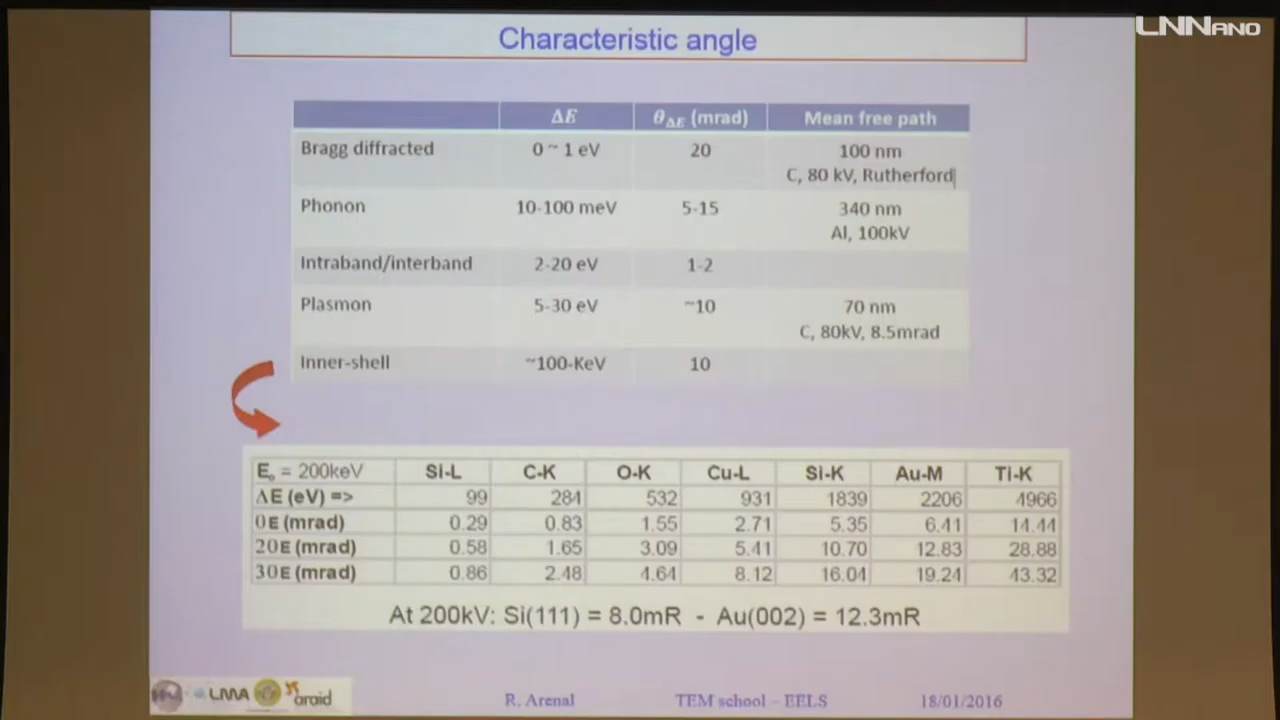 LNNANO
Characteristic angle
ΔE θΔE (mrad) Mean free path
Bragg diffracted 0 ~ 1 eV 20 100 nm
C, 80 kV, Rutherford
Phonon 10-100 meV 5-15 340 nm
Al, 100kV
Intraband/interband 2-20 eV 1-2
Plasmon 5-30 eV ~10 70 nm
C, 80kV, 8.5mrad
Inner-shell ~100-KeV 10
E₀ = 200keV Si-L C-K O-K Cu-L Si-K Au-M Ti-K
ΔE (eV) => 99 284 532 931 1839 2206 4966
θE (mrad) 0.29 0.83 1.55 2.71 5.35 6.41 14.44
2θE (mrad) 0.58 1.65 3.09 5.41 10.70 12.83 28.88
3θE (mrad) 0.86 2.48 4.64 8.12 16.04 19.24 43.32
At 200kV: Si(111) = 8.0mR - Au(002) = 12.3mR
LMA araid R. Arenal TEM school – EELS 18/01/2016